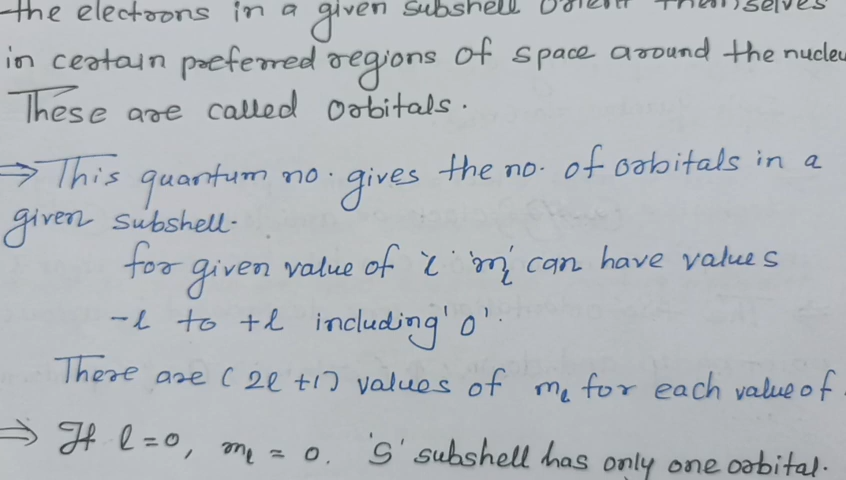 the electrons in a given subshell orient themselves
in certain preferred regions of space around the nucleu
These are called orbitals.
⇒ This quantum no. gives the no. of orbitals in a
given subshell.
for given value of 'l' 'mₗ' can have values
-l to +l including '0'.
There are (2l+1) values of mₗ for each value of
⇒ If l=0, mₗ = 0. 's' subshell has only one orbital.